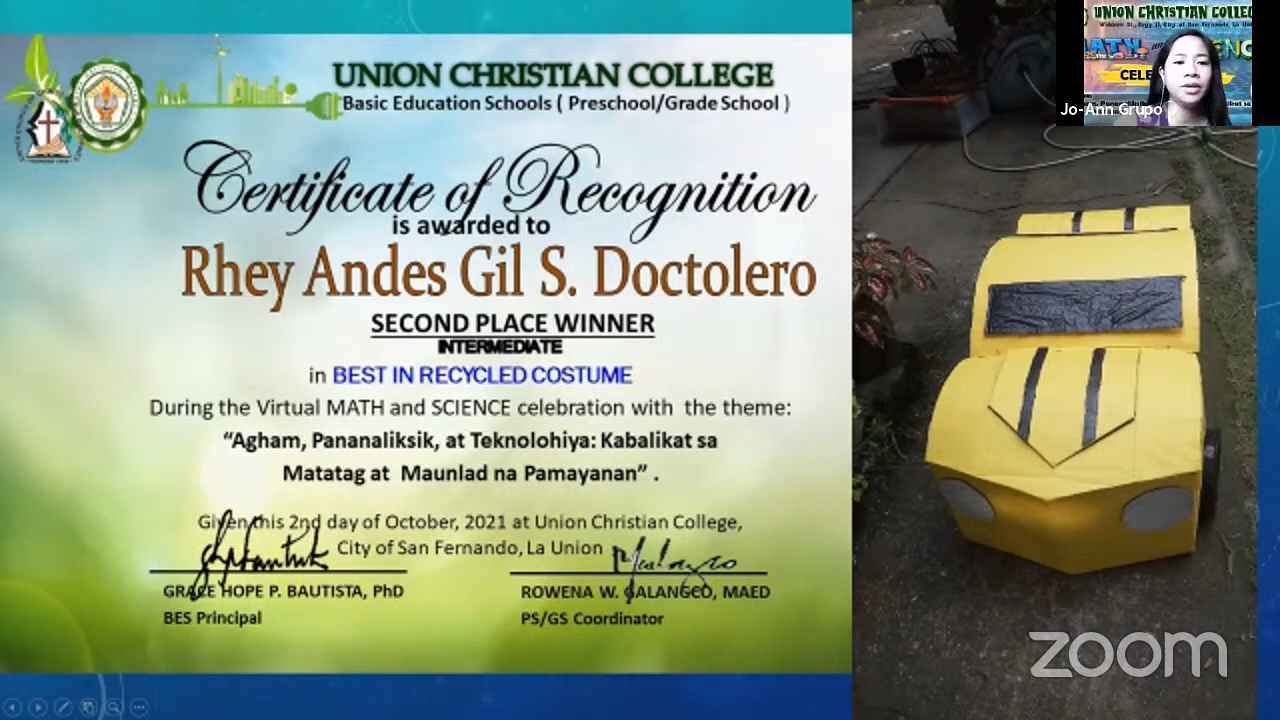 UNION CHRISTIAN COLLEGE
Basic Education Schools ( Preschool/Grade School )
Certificate of Recognition
is awarded to
Rhey Andes Gil S. Doctolero
SECOND PLACE WINNER
INTERMEDIATE
in BEST IN RECYCLED COSTUME
During the Virtual MATH and SCIENCE celebration with the theme:
“Agham, Pananaliksik, at Teknolohiya: Kabalikat sa
Matatag at Maunlad na Pamayanan” .
Given this 2nd day of October, 2021 at Union Christian College,
City of San Fernando, La Union
GRACE HOPE P. BAUTISTA, PhD
BES Principal
ROWENA W. GALANGCO, MAED
PS/GS Coordinator
UNION CHRISTIAN COLLEG
MATH and
CELE
Jo-Ann Grupo
zoom